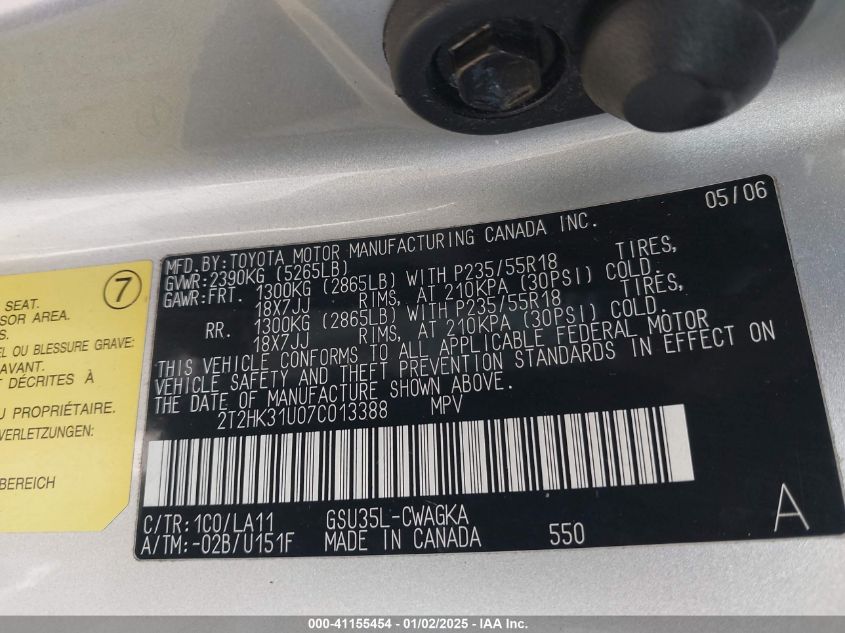 7
SEAT.
SOR AREA.
S.
EL OU BLESSURE GRAVE:
AVANT.
T DÉCRITES À
U PROPRIÉTAIRE.
VERLETZUNGEN:
BEREICH
05/06
MFD.BY:TOYOTA MOTOR MANUFACTURING CANADA INC.
GVWR:2390KG (5265LB)
GAWR:FRT. 1300KG (2865LB) WITH P235/55R18 TIRES,
18X7JJ RIMS, AT 210KPA (30PSI) COLD.
RR. 1300KG (2865LB) WITH P235/55R18 TIRES,
18X7JJ RIMS, AT 210KPA (30PSI) COLD.
THIS VEHICLE CONFORMS TO ALL APPLICABLE FEDERAL MOTOR
VEHICLE SAFETY AND THEFT PREVENTION STANDARDS IN EFFECT ON
THE DATE OF MANUFACTURE SHOWN ABOVE.
2T2HK31U07C013388 MPV
C/TR:1C0/LA11 GSU35L-CWAGKA
A/TM:-02B/U151F MADE IN CANADA 550
A
000-41155454 - 01/02/2025 - IAA Inc.